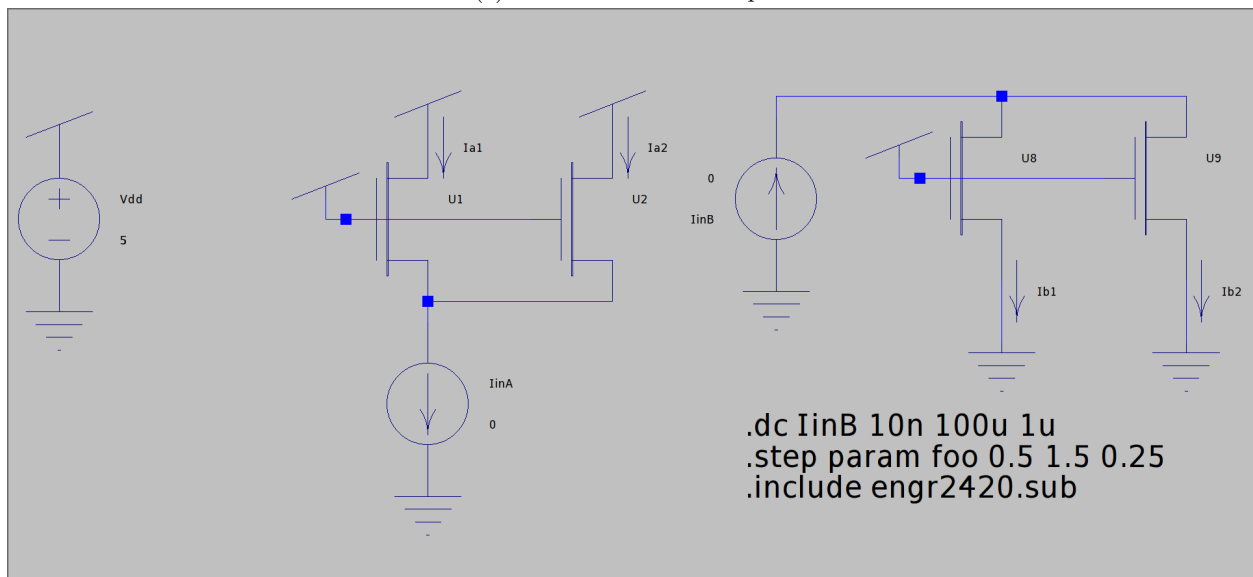 Vdd
5
Ia1
U1
Ia2
U2
IinA
0
0
IinB
U8
U9
Ib1
Ib2
.dc IinB 10n 100u 1u
.step param foo 0.5 1.5 0.25
.include engr2420.sub